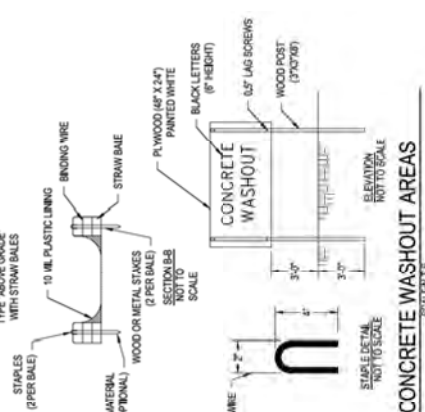 TYPE "ABOVE GRADE"
WITH STRAW BALES
STAPLES
(2 PER BALE)
10 MIL PLASTIC LINING
BINDING WIRE
STRAW BALE
MATERIAL
WOOD OR METAL STAKES
(2 PER BALE)
SECTION B-B
NOT TO
SCALE
PLYWOOD (48" X 24")
PAINTED WHITE
BLACK LETTERS
(6" HEIGHT)
CONCRETE
WASHOUT
0.5" LAG SCREWS
WOOD POST
(3"X3"X8')
3'-0"
3'-0"
ELEVATION
NOT TO SCALE
WIRE
2"
4"
STAPLE DETAIL
NOT TO SCALE
CONCRETE WASHOUT AREAS